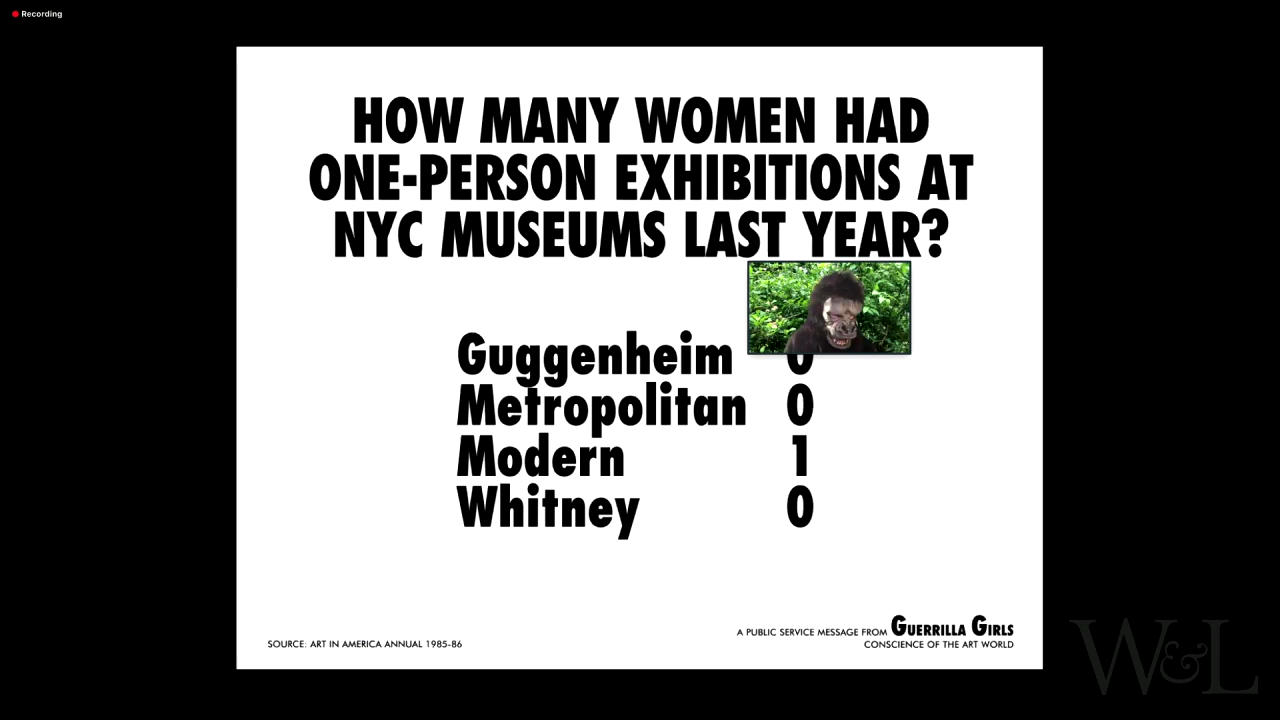 Recording
HOW MANY WOMEN HAD
ONE-PERSON EXHIBITIONS AT
NYC MUSEUMS LAST YEAR?
Guggenheim 0
Metropolitan 0
Modern 1
Whitney 0
SOURCE: ART IN AMERICA ANNUAL 1985-86
A PUBLIC SERVICE MESSAGE FROM GUERRILLA GIRLS
CONSCIENCE OF THE ART WORLD
W&L